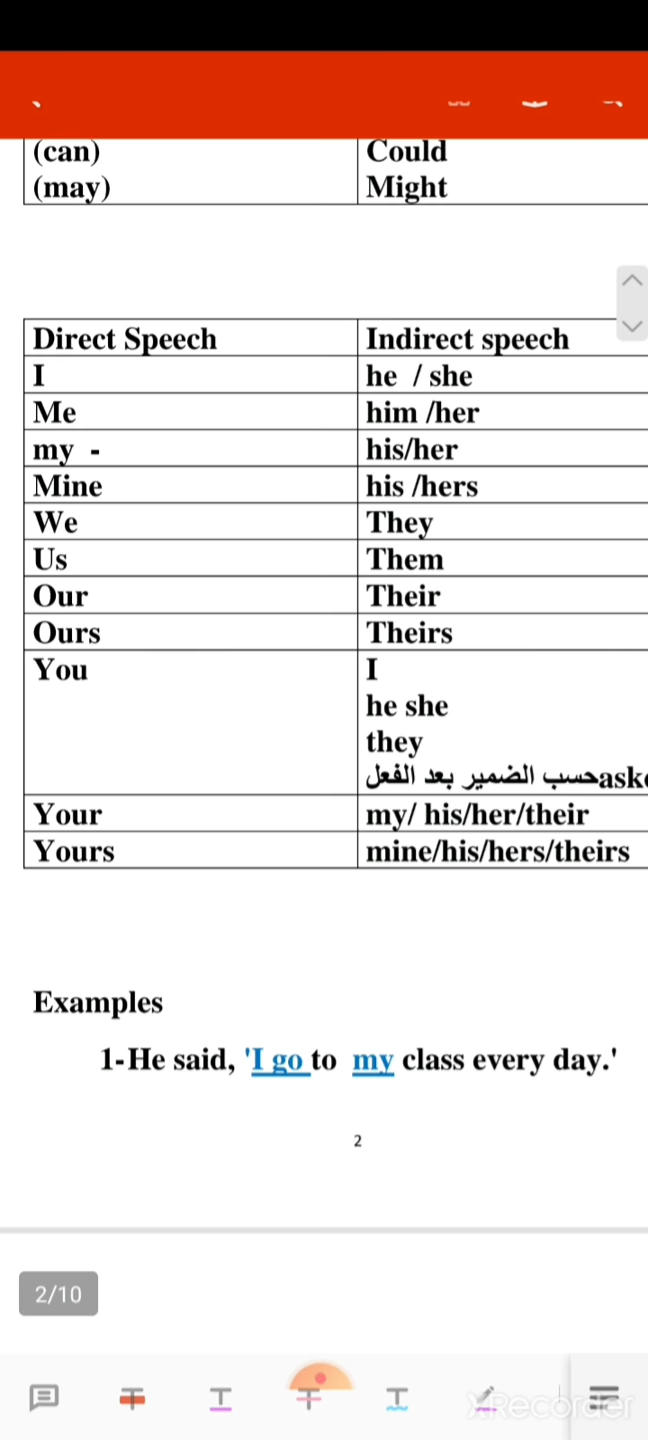 (can) Could
(may) Might
Direct Speech Indirect speech
I he / she
Me him /her
my - his/her
Mine his /hers
We They
Us Them
Our Their
Ours Theirs
You I
he she
they
حسب الضمير بعد الفعل
Your my/ his/her/their
Yours mine/his/hers/theirs
Examples
1-He said, 'I go to my class every day.'
2
2/10
XRecorder